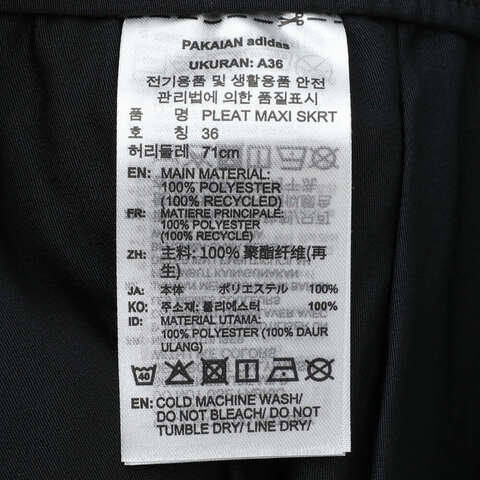 PAKAIAN adidas
UKURAN: A36
전기용품 및 생활용품 안전
관리법에 의한 품질표시
품 명 PLEAT MAXI SKRT
호 칭 36
허리둘레 71cm
EN: MAIN MATERIAL:
100% POLYESTER
(100% RECYCLED)
FR: MATIERE PRINCIPALE:
100% POLYESTER
(100% RECYCLÉ)
ZH: 主料: 100% 聚酯纤维(再
生)
JA: 本体 ポリエステル 100%
KO: 주소재: 폴리에스터 100%
ID: MATERIAL UTAMA:
100% POLYESTER (100% DAUR
ULANG)
40
EN: COLD MACHINE WASH/
DO NOT BLEACH/ DO NOT
TUMBLE DRY/ LINE DRY/